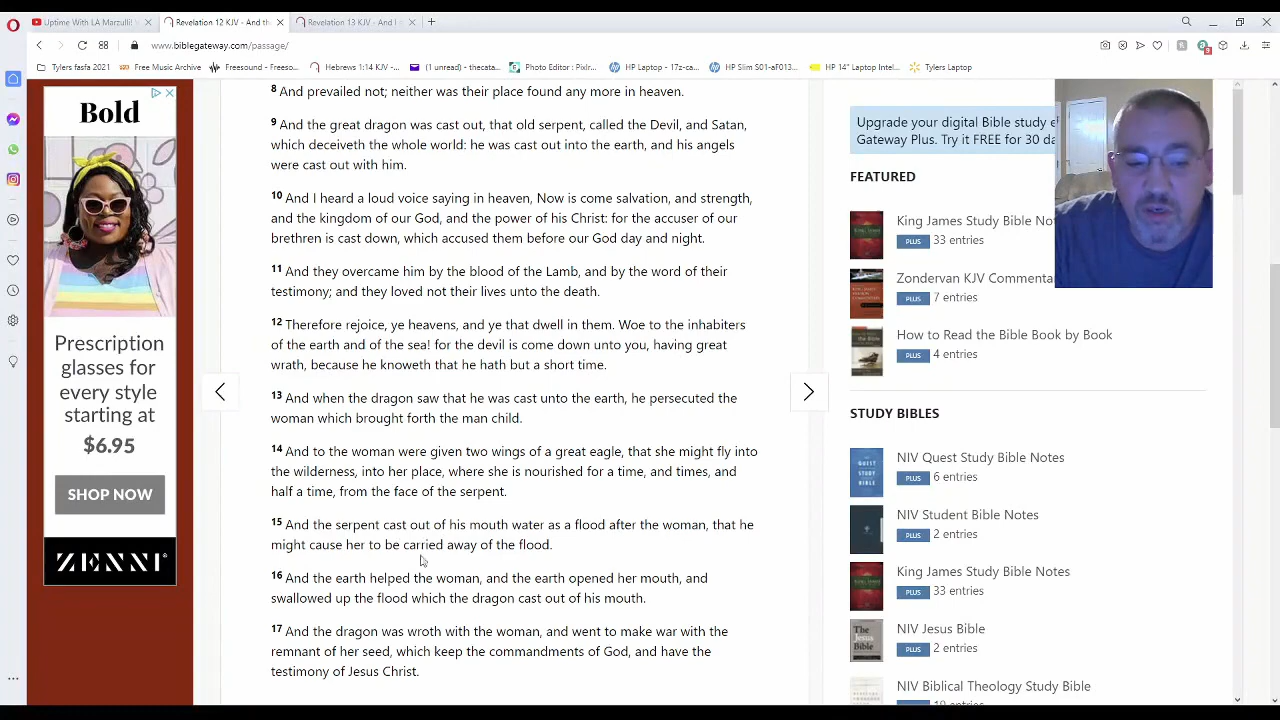 Uptime With LA Marzulli!
Revelation 12 KJV - And th
Revelation 13 KJV - And I
www.biblegateway.com/passage/
Tylers fasfa 2021
Free Music Archive
Freesound - Freeso...
Hebrews 1:14 KJV -...
(1 unread) - thecata...
Photo Editor : Pixlr...
HP Laptop - 17z-ca...
HP Slim S01-aF013...
HP 14" Laptop Intel...
Tylers Laptop
Bold
Prescription
glasses for
every style
starting at
$6.95
SHOP NOW
ZENNI
8 And prevailed not; neither was their place found any more in heaven.
9 And the great dragon was cast out, that old serpent, called the Devil, and Satan,
which deceiveth the whole world: he was cast out into the earth, and his angels
were cast out with him.
10 And I heard a loud voice saying in heaven, Now is come salvation, and strength,
and the kingdom of our God, and the power of his Christ: for the accuser of our
brethren is cast down, which accused them before our God day and night.
11 And they overcame him by the blood of the Lamb, and by the word of their
testimony; and they loved not their lives unto the death.
12 Therefore rejoice, ye heavens, and ye that dwell in them. Woe to the inhabiters
of the earth and of the sea! for the devil is come down unto you, having great
wrath, because he knoweth that he hath but a short time.
13 And when the dragon saw that he was cast unto the earth, he persecuted the
woman which brought forth the man child.
14 And to the woman were given two wings of a great eagle, that she might fly into
the wilderness, into her place, where she is nourished for a time, and times, and
half a time, from the face of the serpent.
15 And the serpent cast out of his mouth water as a flood after the woman, that he
might cause her to be carried away of the flood.
16 And the earth helped the woman, and the earth opened her mouth, and
swallowed up the flood which the dragon cast out of his mouth.
17 And the dragon was wroth with the woman, and went to make war with the
remnant of her seed, which keep the commandments of God, and have the
testimony of Jesus Christ.
Upgrade your digital Bible study e
Gateway Plus. Try it FREE for 30 da
FEATURED
King James Study Bible Not
PLUS 33 entries
Zondervan KJV Commenta
PLUS 7 entries
How to Read the Bible Book by Book
PLUS 4 entries
STUDY BIBLES
NIV Quest Study Bible Notes
PLUS 6 entries
NIV Student Bible Notes
PLUS 2 entries
King James Study Bible Notes
PLUS 33 entries
NIV Jesus Bible
PLUS 2 entries
NIV Biblical Theology Study Bible